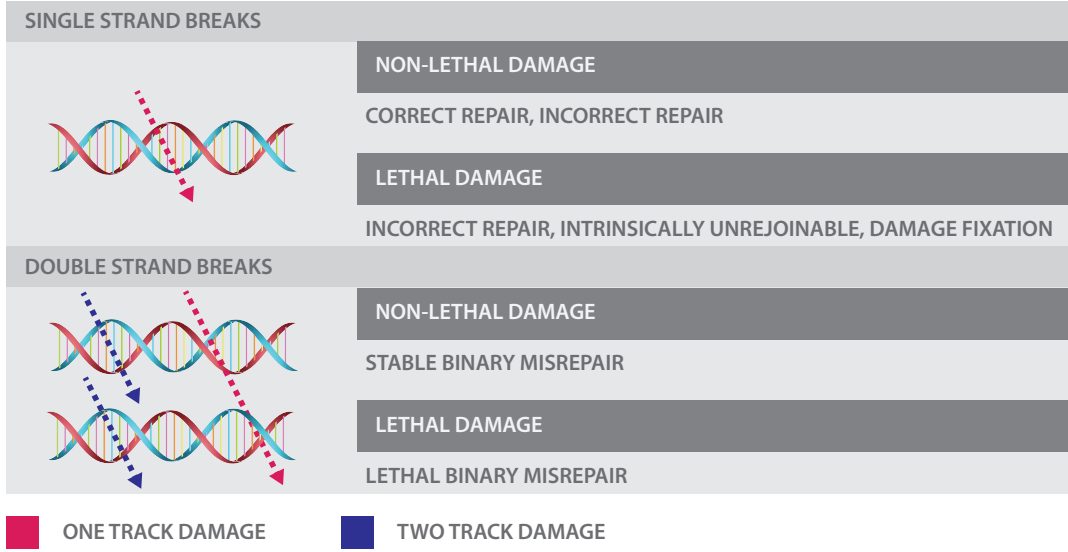 SINGLE STRAND BREAKS
NON-LETHAL DAMAGE
CORRECT REPAIR, INCORRECT REPAIR
LETHAL DAMAGE
INCORRECT REPAIR, INTRINSICALLY UNREJOINABLE, DAMAGE FIXATION
DOUBLE STRAND BREAKS
NON-LETHAL DAMAGE
STABLE BINARY MISREPAIR
LETHAL DAMAGE
LETHAL BINARY MISREPAIR
ONE TRACK DAMAGE
TWO TRACK DAMAGE